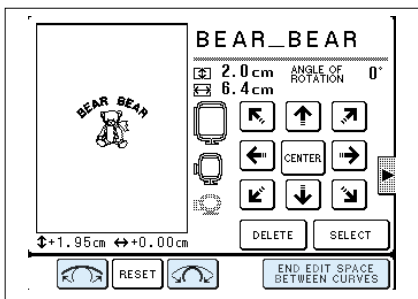 BEAR_BEAR
2.0cm ANGLE OF ROTATION 0°
6.4cm
BEAR BEAR
CENTER
DELETE SELECT
+1.95cm +0.00cm
RESET END EDIT SPACE
BETWEEN CURVES